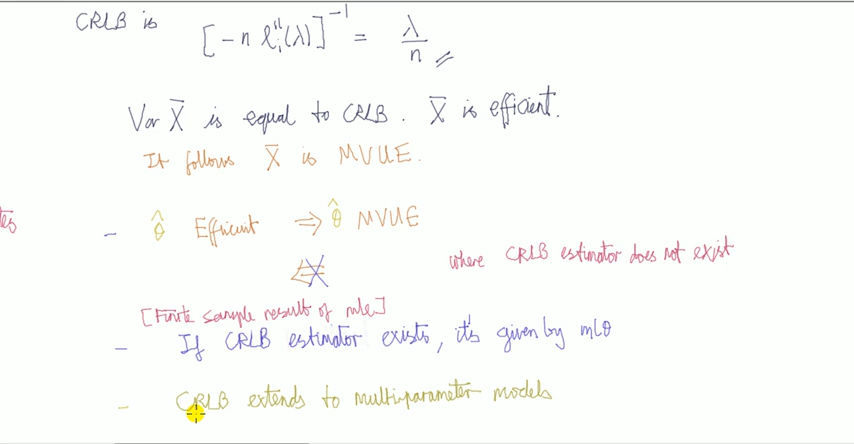 CRLB is [-n l₁''(λ)]⁻¹ = λ/n
Var X̄ is equal to CRLB. X̄ is efficient.
It follows X̄ is MVUE.
- θ̂ Efficient ⇒ θ̂ MVUE
⇐ where CRLB estimator does not exist
[Finite sample result of mle]
- If CRLB estimator exists, it's given by mle
- CRLB extends to multiparameter models